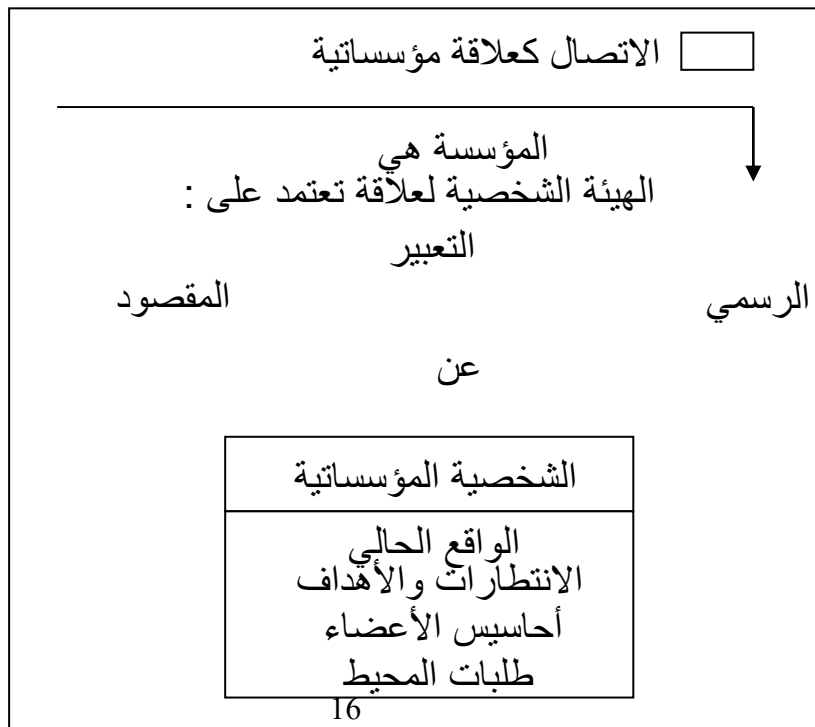 الاتصال كعلاقة مؤسساتية
المؤسسة هي
الهيئة الشخصية لعلاقة تعتمد على :
التعبير
الرسمي المقصود
عن
الشخصية المؤسساتية
الواقع الحالي
الانتطارات والأهداف
أحاسيس الأعضاء
طلبات المحيط
16